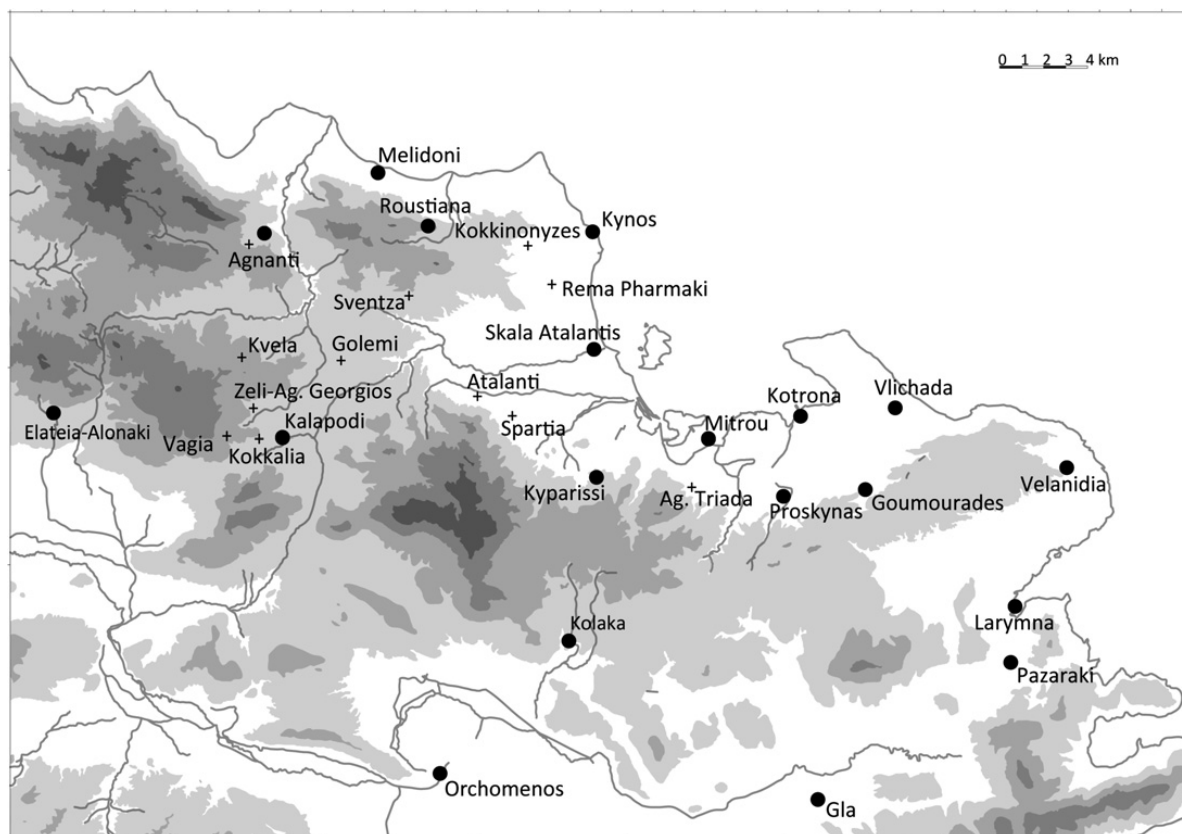 0 1 2 3 4 km
Melidoni
Roustiana
Kokkinonyzes
Kynos
Agnanti
Rema Pharmaki
Sventza
Skala Atalantis
Kvela
Golemi
Zeli-Ag. Georgios
Atalanti
Vlichada
Kotrona
Elateia-Alonaki
Kalapodi
Spartia
Mitrou
Vagia
Kokkalia
Kyparissi
Ag. Triada
Proskynas
Goumourades
Velanidia
Kolaka
Larymna
Pazaraki
Orchomenos
Gla